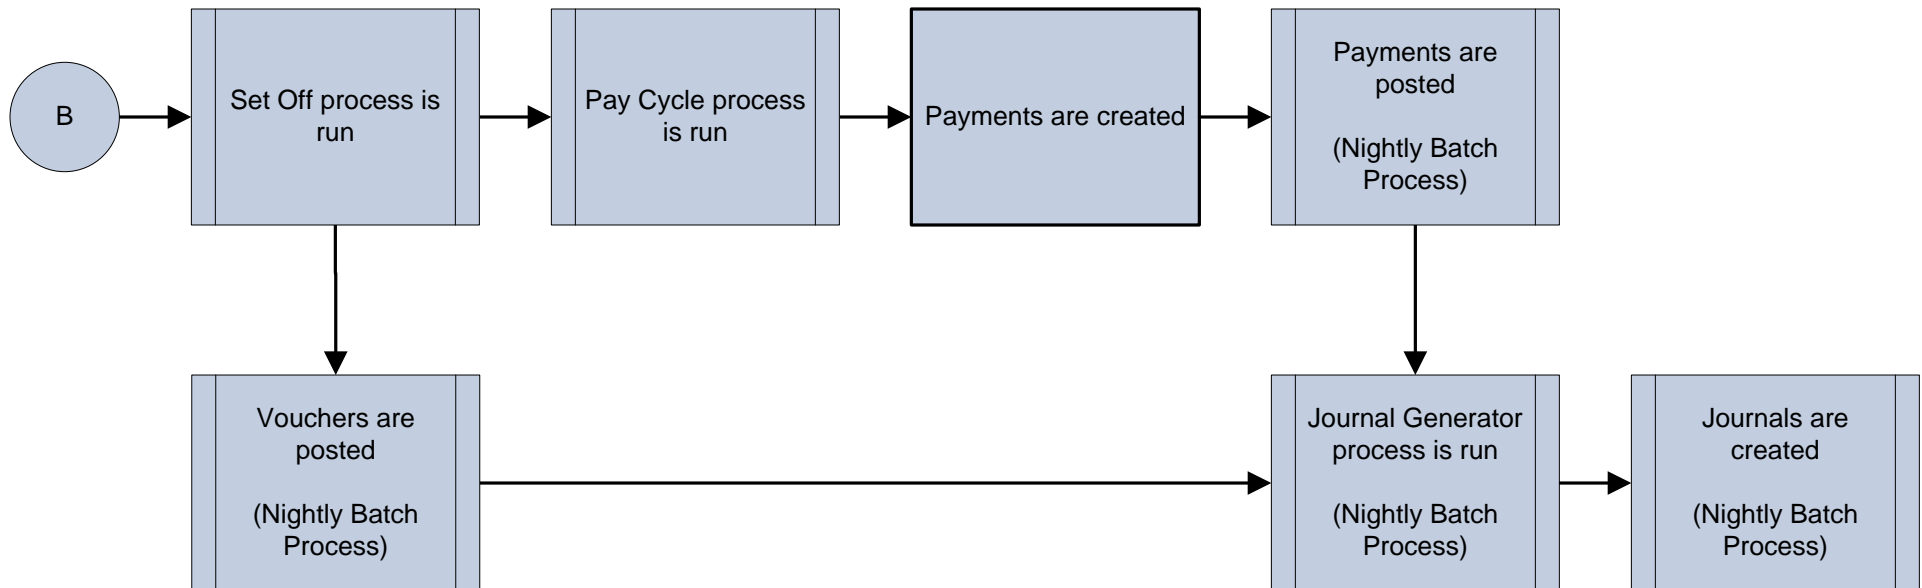 B
Set Off process is
run
Pay Cycle process
is run
Payments are created
Payments are
posted
(Nightly Batch
Process)
Vouchers are
posted
(Nightly Batch
Process)
Journal Generator
process is run
(Nightly Batch
Process)
Journals are
created
(Nightly Batch
Process)